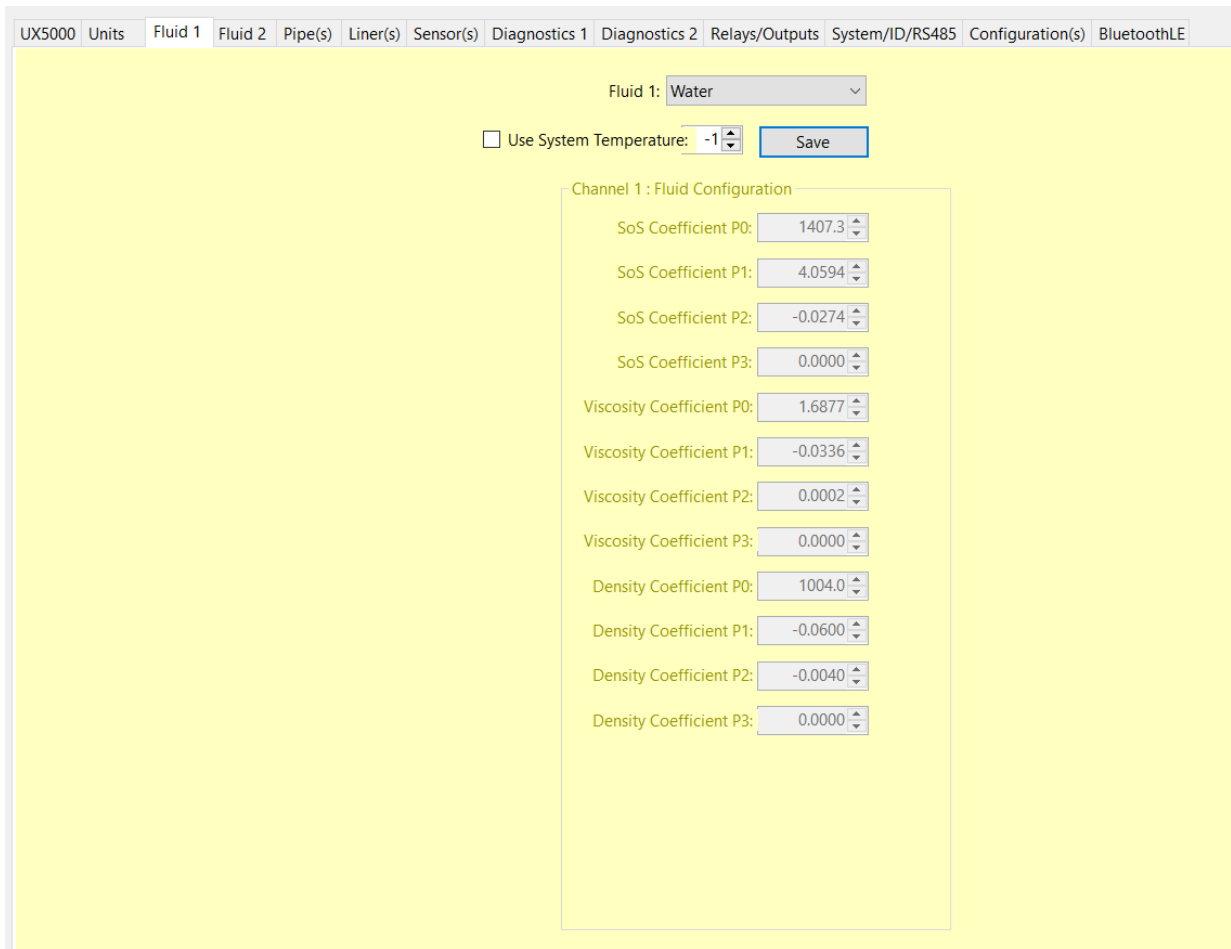 UX5000 Units Fluid 1 Fluid 2 Pipe(s) Liner(s) Sensor(s) Diagnostics 1 Diagnostics 2 Relays/Outputs System/ID/RS485 Configuration(s) BluetoothLE
Fluid 1: Water
Use System Temperature: -1 Save
Channel 1 : Fluid Configuration
SoS Coefficient P0: 1407.3
SoS Coefficient P1: 4.0594
SoS Coefficient P2: -0.0274
SoS Coefficient P3: 0.0000
Viscosity Coefficient P0: 1.6877
Viscosity Coefficient P1: -0.0336
Viscosity Coefficient P2: 0.0002
Viscosity Coefficient P3: 0.0000
Density Coefficient P0: 1004.0
Density Coefficient P1: -0.0600
Density Coefficient P2: -0.0040
Density Coefficient P3: 0.0000